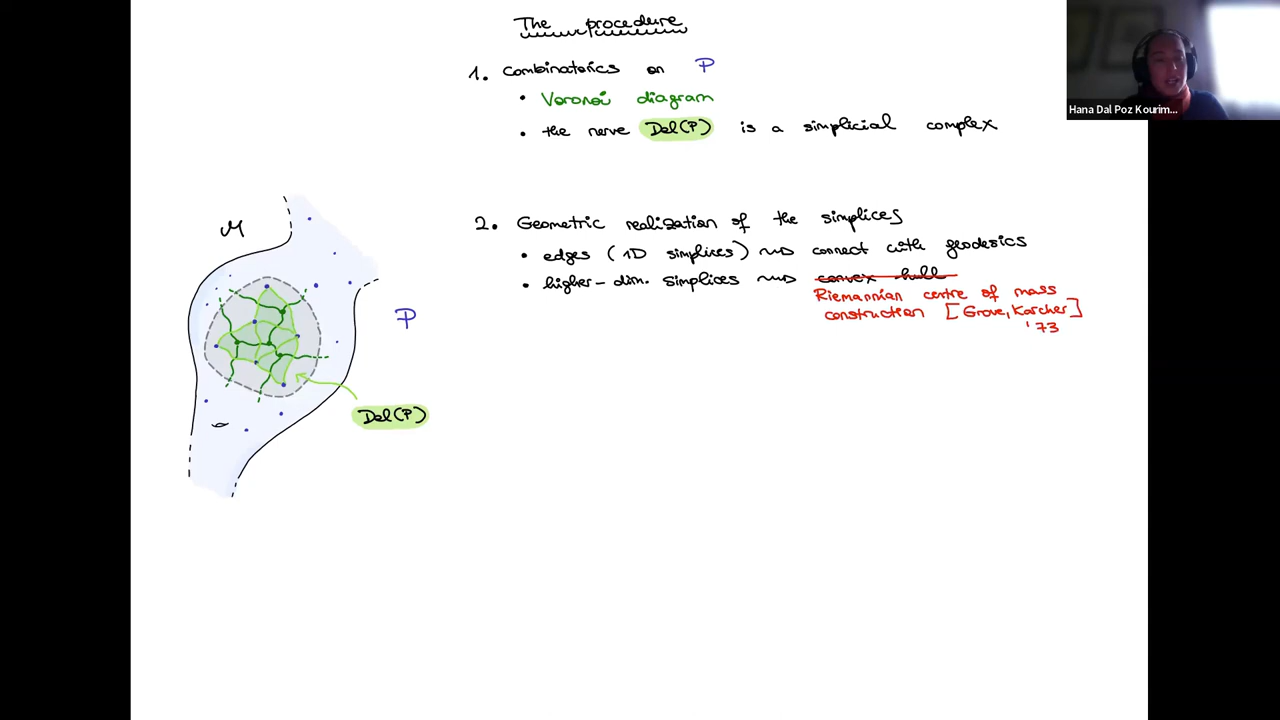 The procedure
1. Combinatorics on P
• Voronoi diagram
• the nerve Del(P) is a simplicial complex
2. Geometric realization of the simplices
• edges (1D simplices) ⇝ connect with geodesics
• higher-dim. simplices ⇝ convex hull
Riemannian centre of mass
construction [Grove, Karcher]
'73
M
P
Del(P)
Hana Dal Poz Kourim...